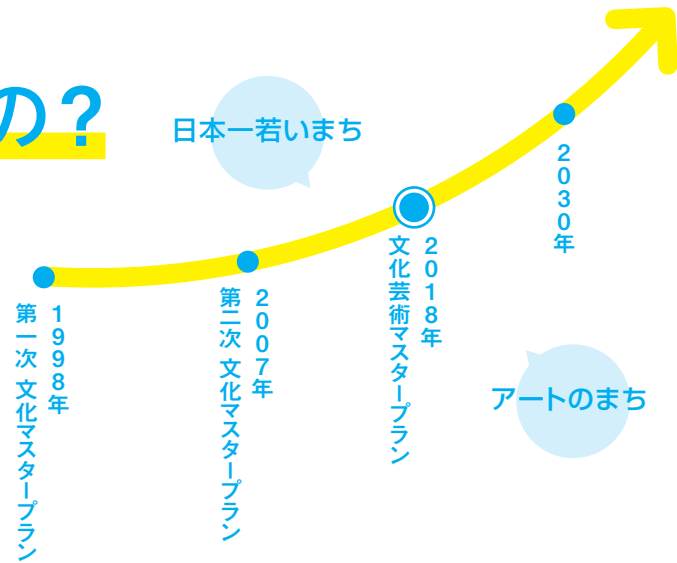 の?
日本一若いまち
2030年
2018年
文化芸術マスタープラン
2007年
第二次 文化マスタープラン
1998年
第一次 文化マスタープラン
アートのまち